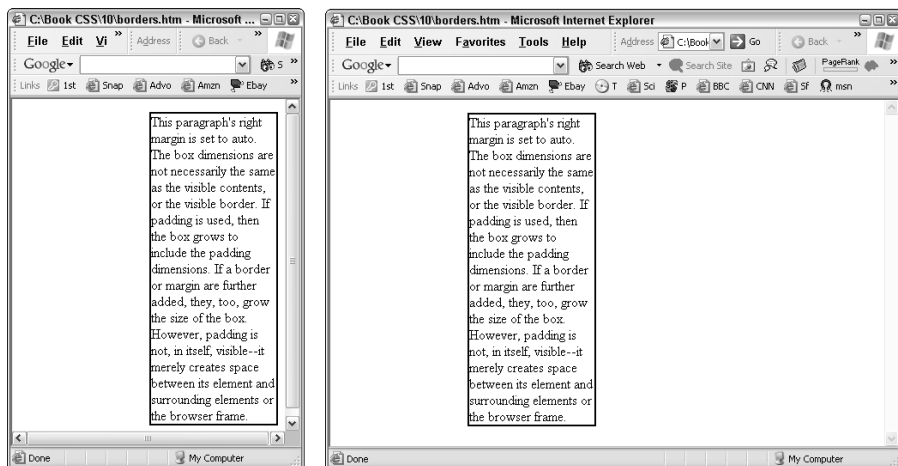 C:\Book CSS\10\borders.htm - Microsoft ...
File Edit Vi » Address Back »
Google S »
Links 1st Snap Advo Amzn Ebay »
This paragraph's right
margin is set to auto.
The box dimensions are
not necessarily the same
as the visible contents,
or the visible border. If
padding is used, then
the box grows to
include the padding
dimensions. If a border
or margin are further
added, they, too, grow
the size of the box.
However, padding is
not, in itself, visible--it
merely creates space
between its element and
surrounding elements or
the browser frame.
Done My Computer
C:\Book CSS\10\borders.htm - Microsoft Internet Explorer
File Edit View Favorites Tools Help Address C:\Book Go Back »
Google Search Web Search Site PageRank »
Links 1st Snap Advo Amzn Ebay T Sci P BBC CNN Sf msn »
This paragraph's right
margin is set to auto.
The box dimensions are
not necessarily the same
as the visible contents,
or the visible border. If
padding is used, then
the box grows to
include the padding
dimensions. If a border
or margin are further
added, they, too, grow
the size of the box.
However, padding is
not, in itself, visible--it
merely creates space
between its element and
surrounding elements or
the browser frame.
Done My Computer